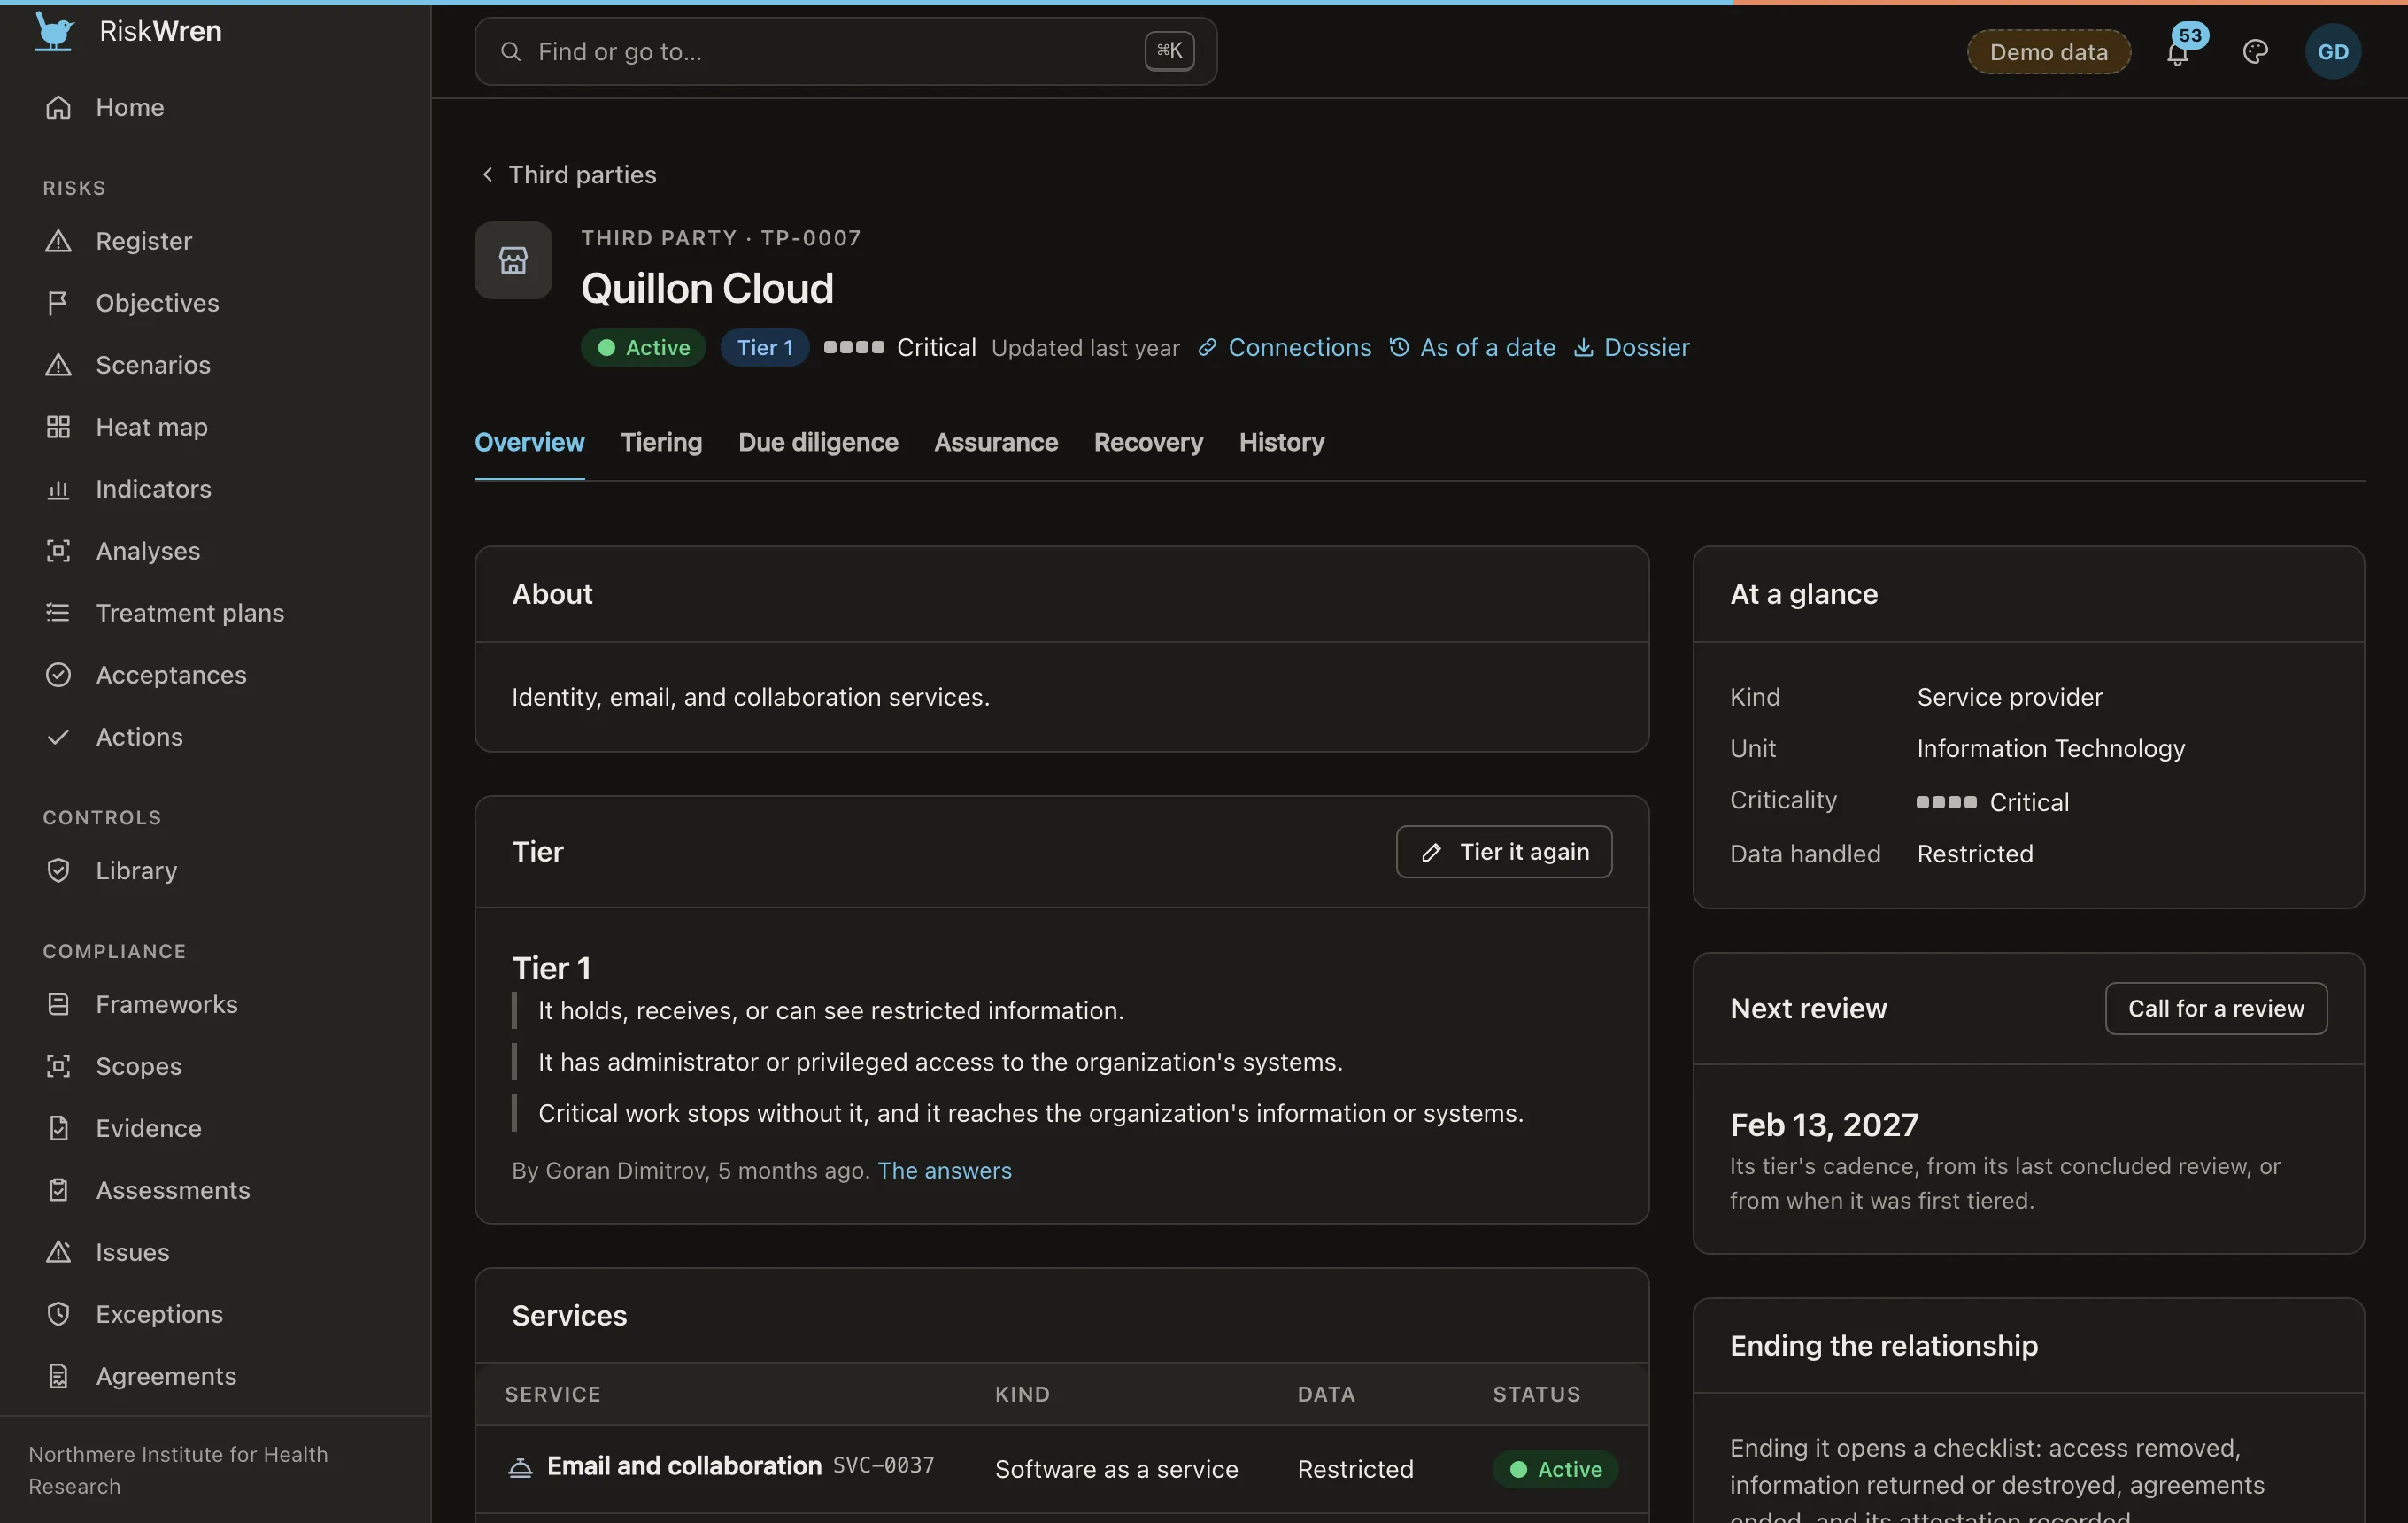 RiskWren
Find or go to...
⌘K
Demo data
53
GD
Home
RISKS
Register
Objectives
Scenarios
Heat map
Indicators
Analyses
Treatment plans
Acceptances
Actions
CONTROLS
Library
COMPLIANCE
Frameworks
Scopes
Evidence
Assessments
Issues
Exceptions
Agreements
Northmere Institute for Health
Research
Third parties
THIRD PARTY · TP-0007
Quillon Cloud
Active Tier 1 Critical Updated last year Connections As of a date Dossier
Overview Tiering Due diligence Assurance Recovery History
About
Identity, email, and collaboration services.
Tier
Tier it again
Tier 1
It holds, receives, or can see restricted information.
It has administrator or privileged access to the organization's systems.
Critical work stops without it, and it reaches the organization's information or systems.
By Goran Dimitrov, 5 months ago. The answers
Services
SERVICE KIND DATA STATUS
Email and collaboration SVC-0037 Software as a service Restricted Active
At a glance
Kind Service provider
Unit Information Technology
Criticality Critical
Data handled Restricted
Next review
Call for a review
Feb 13, 2027
Its tier's cadence, from its last concluded review, or
from when it was first tiered.
Ending the relationship
Ending it opens a checklist: access removed,
information returned or destroyed, agreements
ended, and its attestation recorded.